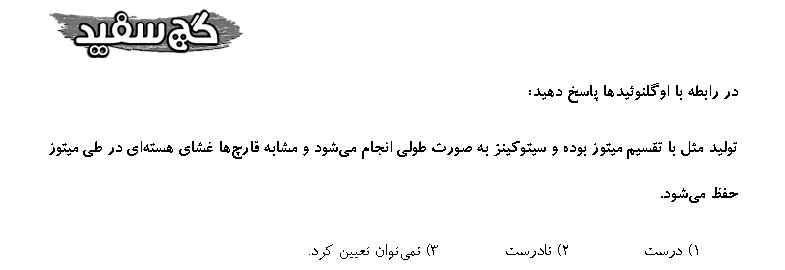 گچ سفید
در رابطه با اوگلنوئیدها پاسخ دهید:
تولید مثل با تقسیم میتوز بوده و سیتوکینز به صورت طولی انجام می‌شود و مشابه قارچ‌ها غشای هسته‌ای در طی میتوز
حفظ می‌شود.
۱) درست ۲) نادرست ۳) نمی‌توان تعیین کرد.